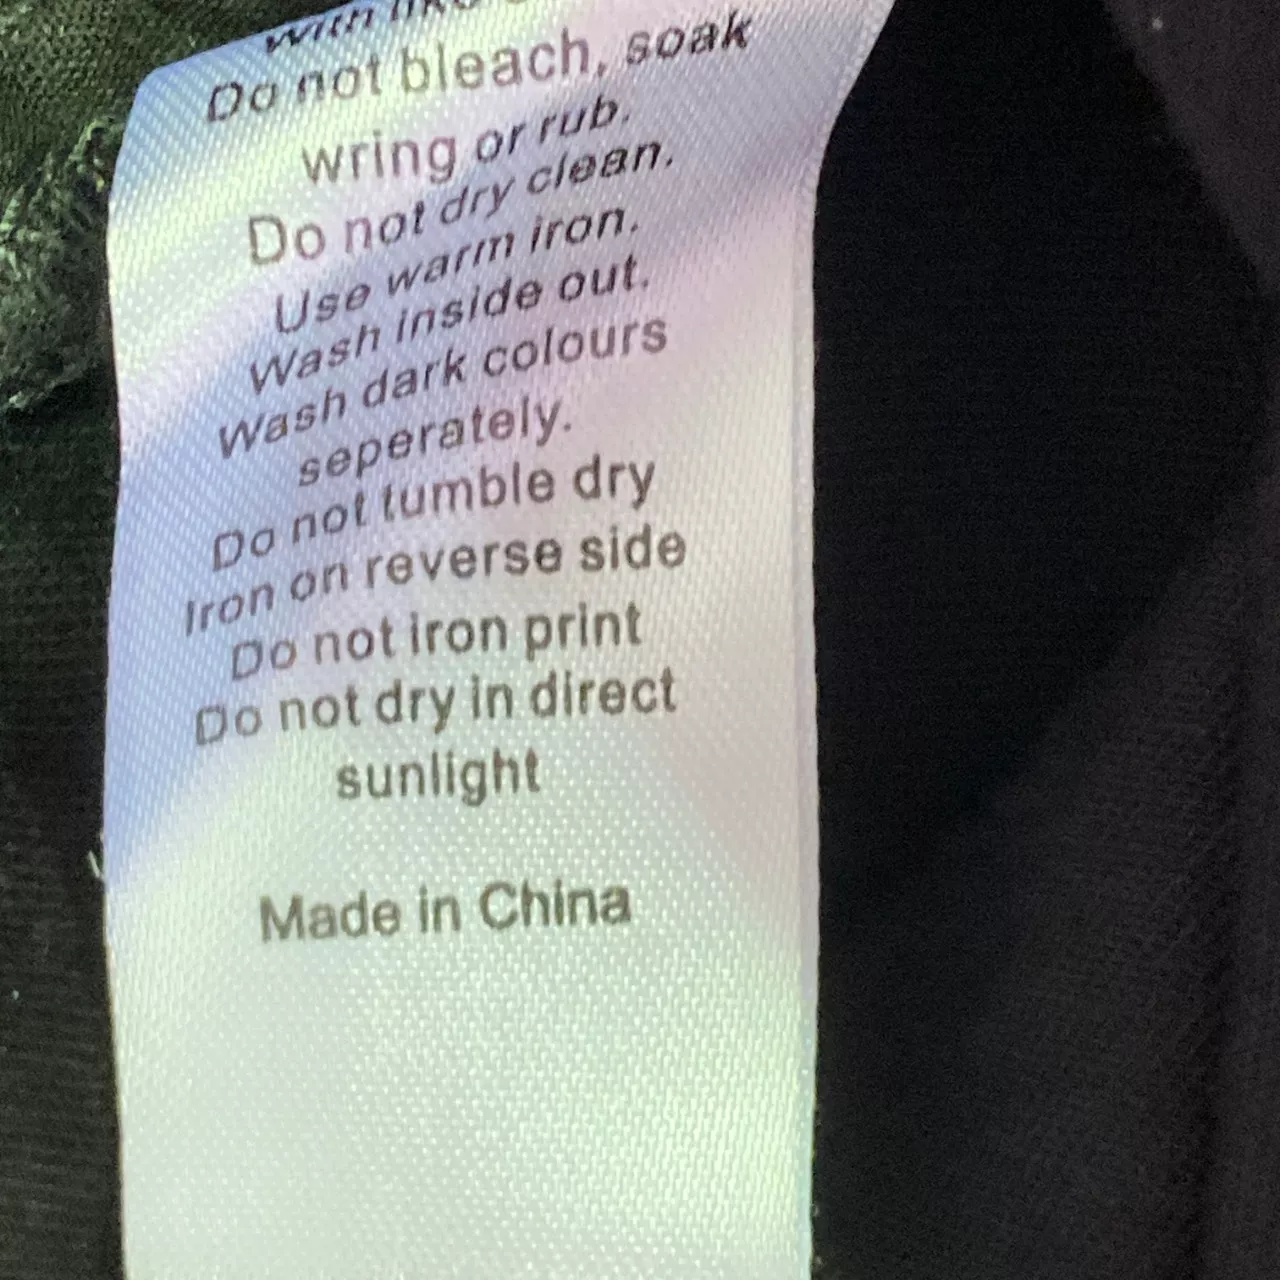 with
Do not bleach, soak
wring or rub.
Do not dry clean.
Use warm iron.
Wash inside out.
Wash dark colours
seperately.
Do not tumble dry
Iron on reverse side
Do not iron print
Do not dry in direct
sunlight
Made in China